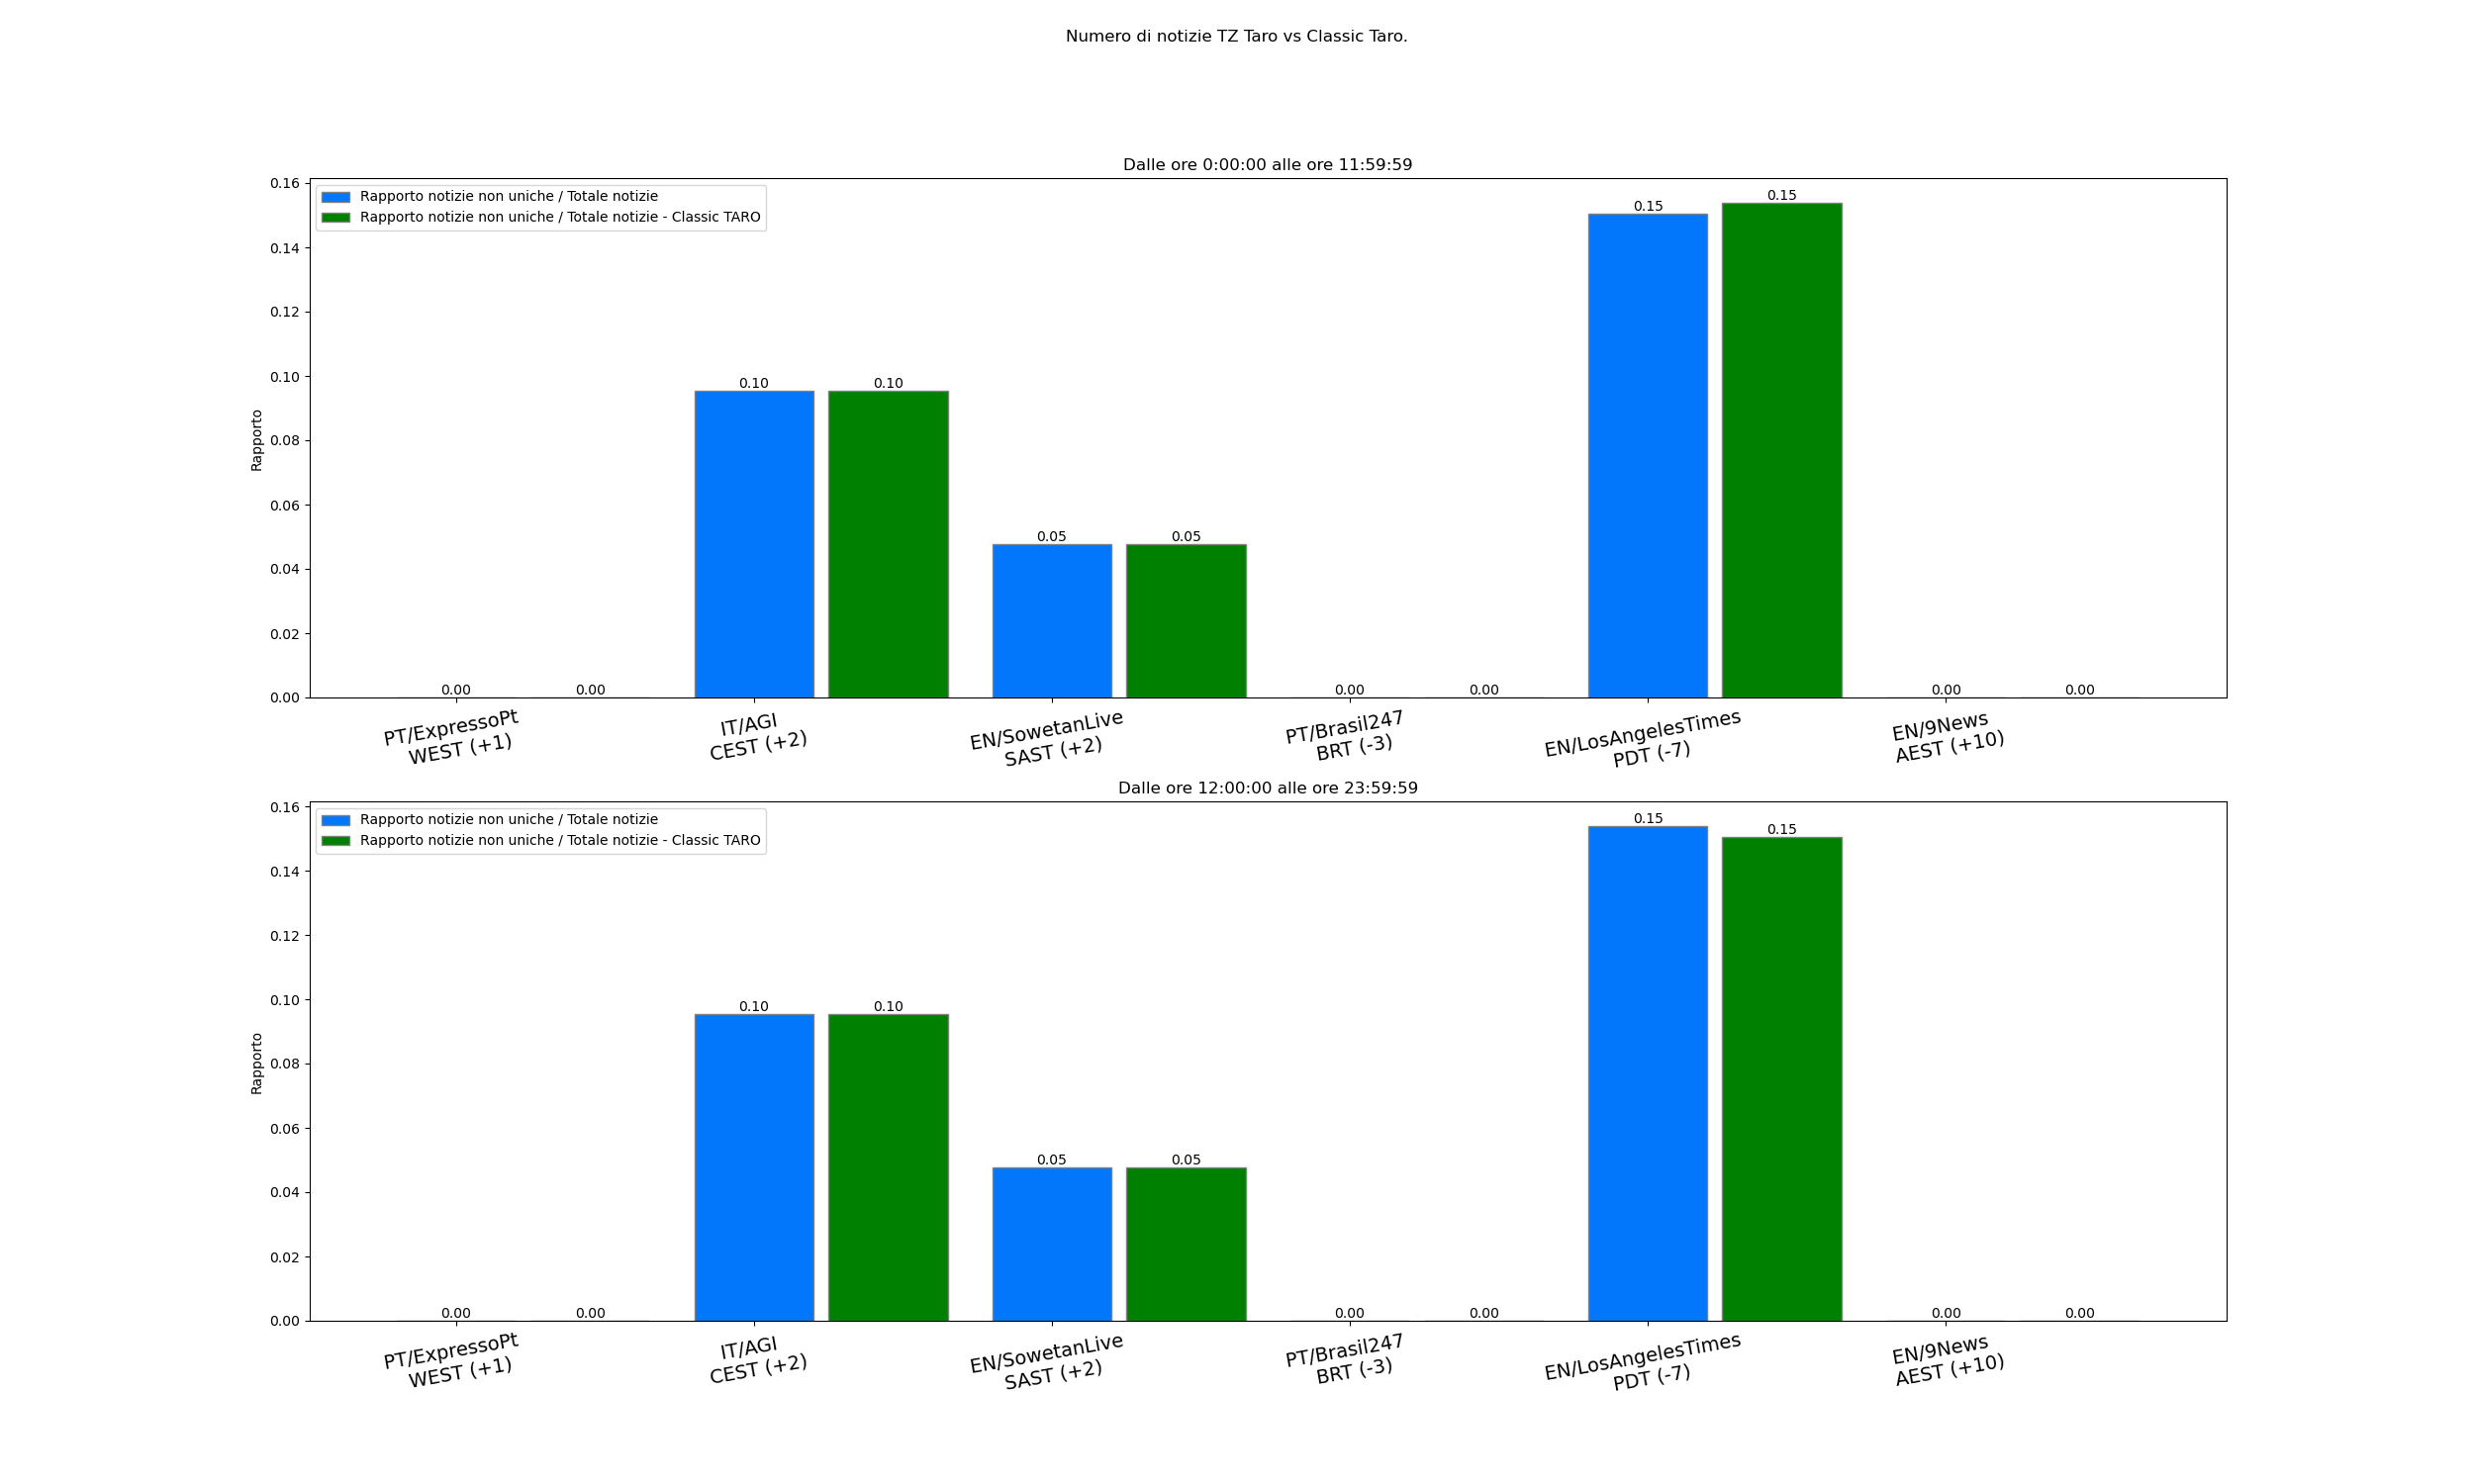 Numero di notizie TZ Taro vs Classic Taro.
Dalle ore 0:00:00 alle ore 11:59:59
Rapporto notizie non uniche / Totale notizie
Rapporto notizie non uniche / Totale notizie - Classic TARO
Rapporto
0.16
0.14
0.12
0.10
0.08
0.06
0.04
0.02
0.00
0.00
0.00
0.10
0.10
0.05
0.05
0.00
0.00
0.15
0.15
0.00
0.00
PT/ExpressoPt
WEST (+1)
IT/AGI
CEST (+2)
EN/SowetanLive
SAST (+2)
PT/Brasil247
BRT (-3)
EN/LosAngelesTimes
PDT (-7)
EN/9News
AEST (+10)
Dalle ore 12:00:00 alle ore 23:59:59
Rapporto notizie non uniche / Totale notizie
Rapporto notizie non uniche / Totale notizie - Classic TARO
Rapporto
0.16
0.14
0.12
0.10
0.08
0.06
0.04
0.02
0.00
0.00
0.00
0.10
0.10
0.05
0.05
0.00
0.00
0.15
0.15
0.00
0.00
PT/ExpressoPt
WEST (+1)
IT/AGI
CEST (+2)
EN/SowetanLive
SAST (+2)
PT/Brasil247
BRT (-3)
EN/LosAngelesTimes
PDT (-7)
EN/9News
AEST (+10)